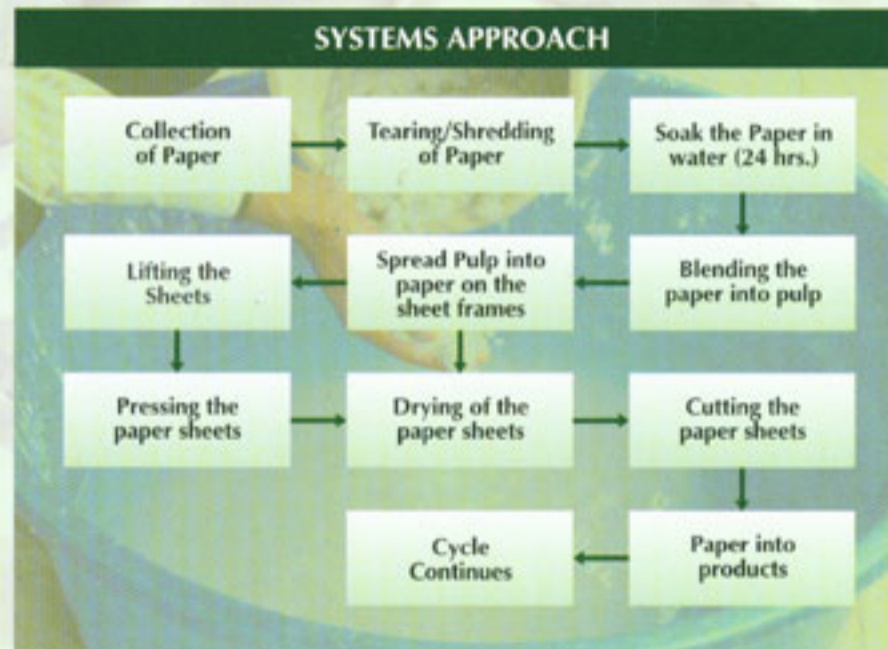 SYSTEMS APPROACH
Collection
of Paper
Tearing/Shredding
of Paper
Soak the Paper in
water (24 hrs.)
Blending the
paper into pulp
Spread Pulp into
paper on the
sheet frames
Lifting the
Sheets
Pressing the
paper sheets
Drying of the
paper sheets
Cutting the
paper sheets
Paper into
products
Cycle
Continues